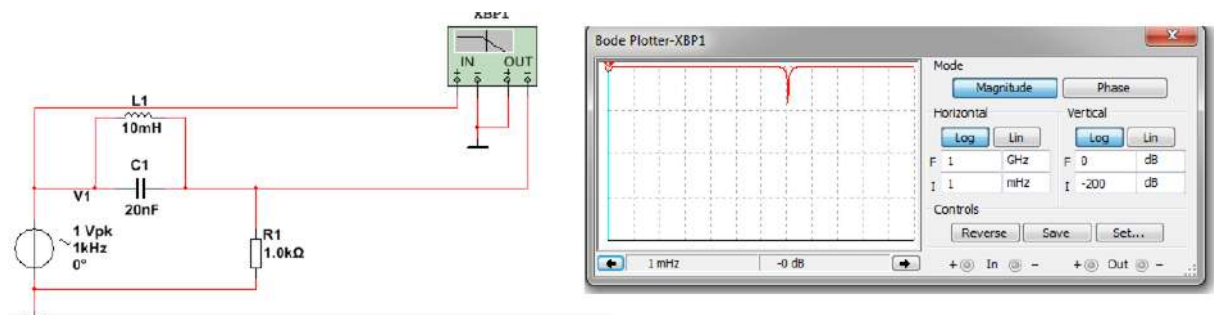 XBP1
IN OUT
+ - + -
L1
10mH
C1
20nF
V1
1 Vpk
1kHz
0°
R1
1.0kΩ
Bode Plotter-XBP1
Mode
Magnitude Phase
Horizontal Vertical
Log Lin Log Lin
F 1 GHz F 0 dB
I 1 mHz I -200 dB
Controls
Reverse Save Set...
1 mHz -0 dB + In - + Out -